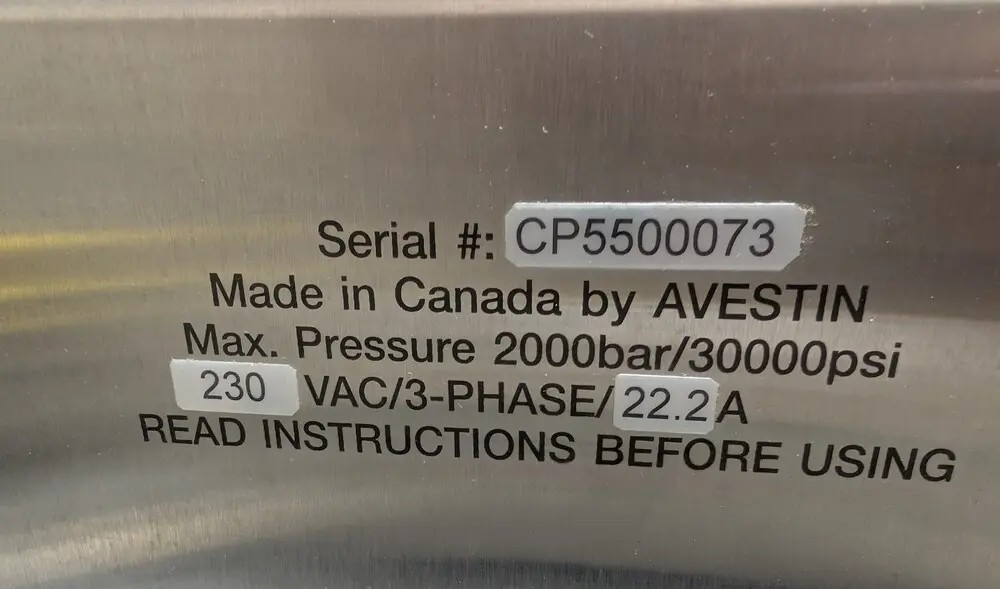 Serial #: CP5500073
Made in Canada by AVESTIN
Max. Pressure 2000bar/30000psi
230 VAC/3-PHASE/22.2 A
READ INSTRUCTIONS BEFORE USING